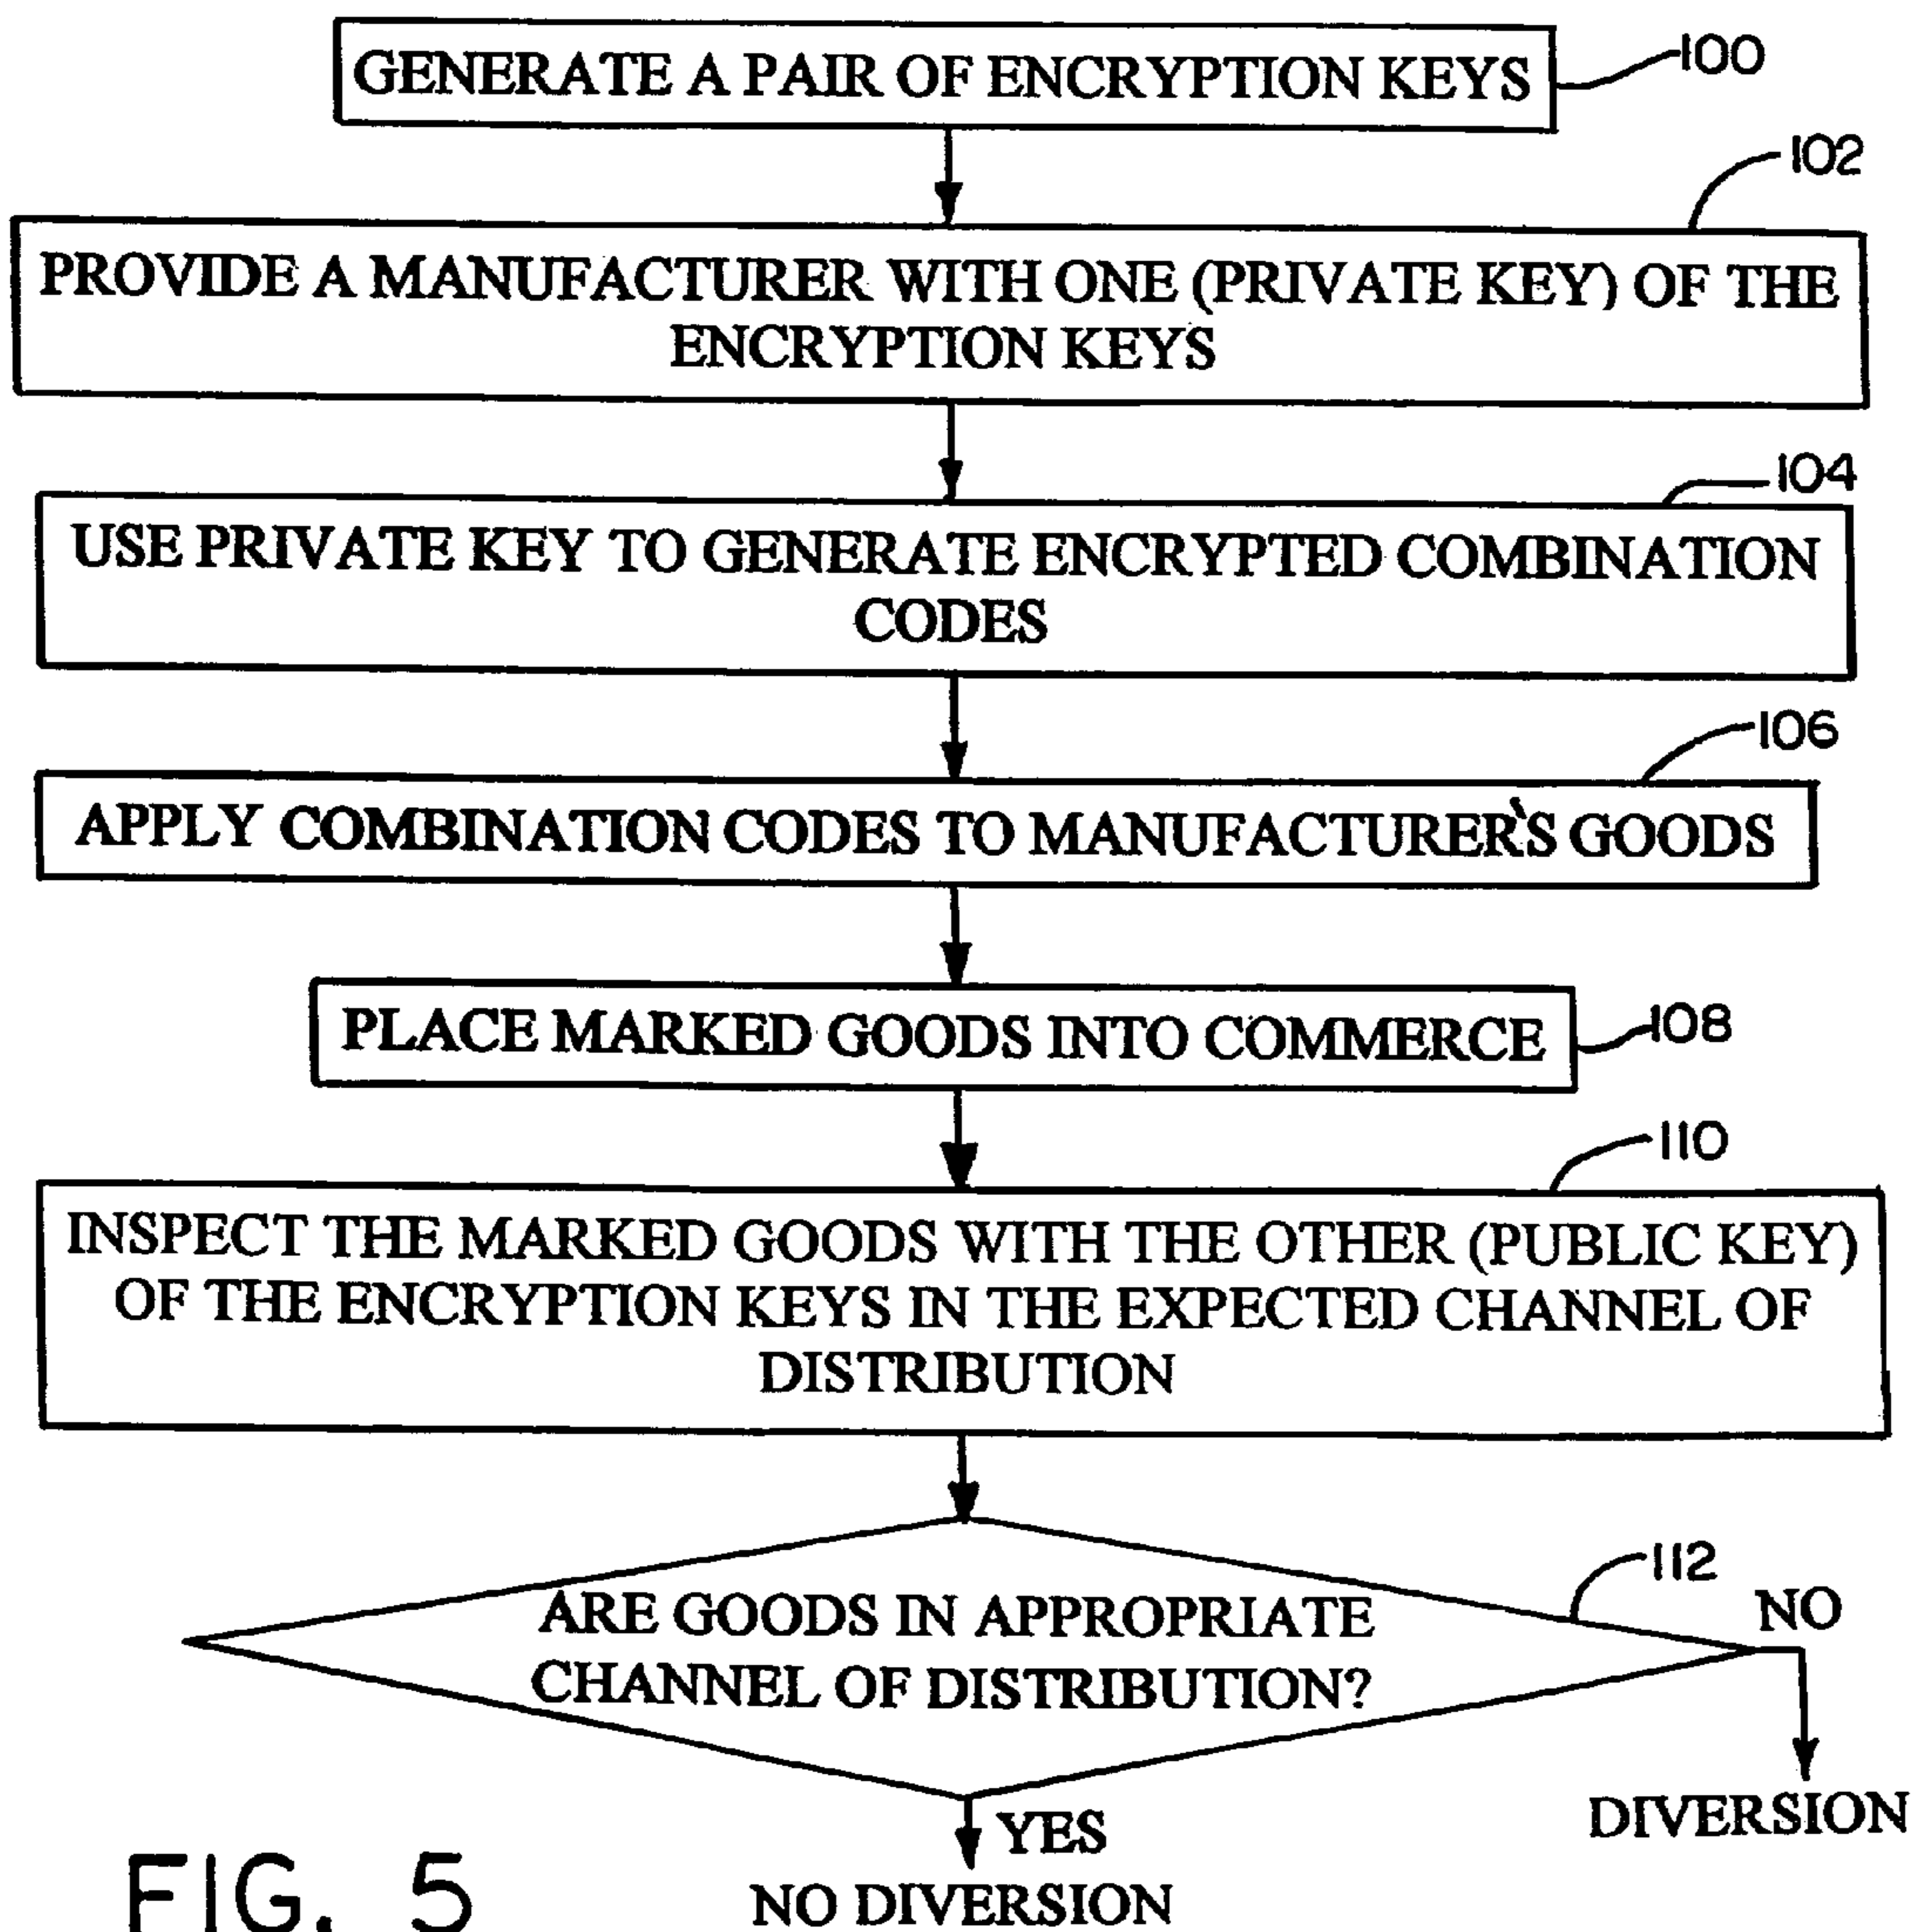 GENERATE A PAIR OF ENCRYPTION KEYS
100
102
PROVIDE A MANUFACTURER WITH ONE (PRIVATE KEY) OF THE
ENCRYPTION KEYS
104
USE PRIVATE KEY TO GENERATE ENCRYPTED COMBINATION
CODES
106
APPLY COMBINATION CODES TO MANUFACTURER'S GOODS
PLACE MARKED GOODS INTO COMMERCE
108
110
INSPECT THE MARKED GOODS WITH THE OTHER (PUBLIC KEY)
OF THE ENCRYPTION KEYS IN THE EXPECTED CHANNEL OF
DISTRIBUTION
112
NO
ARE GOODS IN APPROPRIATE
CHANNEL OF DISTRIBUTION?
DIVERSION
YES
NO DIVERSION
FIG. 5